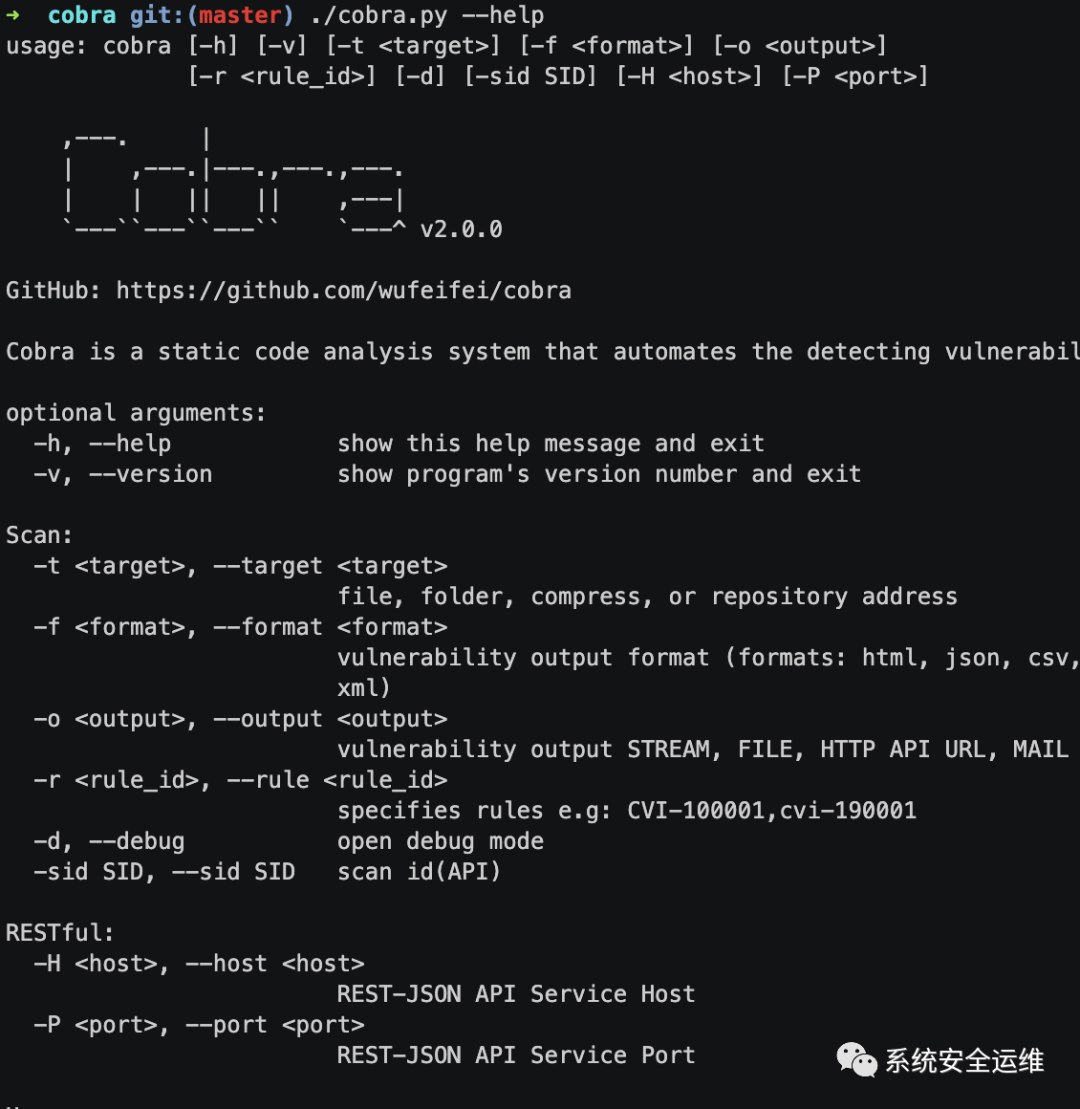 → cobra git:(master) ./cobra.py --help
usage: cobra [-h] [-v] [-t <target>] [-f <format>] [-o <output>]
             [-r <rule_id>] [-d] [-sid SID] [-H <host>] [-P <port>]

    ,---.     |
    |    ,---.|---.,---.,---.
    |    |   ||   ||    ,---|
    `---``---``---``    `---^ v2.0.0

GitHub: https://github.com/wufeifei/cobra

Cobra is a static code analysis system that automates the detecting vulnerabil

optional arguments:
  -h, --help            show this help message and exit
  -v, --version         show program's version number and exit

Scan:
  -t <target>, --target <target>
                        file, folder, compress, or repository address
  -f <format>, --format <format>
                        vulnerability output format (formats: html, json, csv,
                        xml)
  -o <output>, --output <output>
                        vulnerability output STREAM, FILE, HTTP API URL, MAIL
  -r <rule_id>, --rule <rule_id>
                        specifies rules e.g: CVI-100001,cvi-190001
  -d, --debug           open debug mode
  -sid SID, --sid SID   scan id(API)

RESTful:
  -H <host>, --host <host>
                        REST-JSON API Service Host
  -P <port>, --port <port>
                        REST-JSON API Service Port
系统安全运维